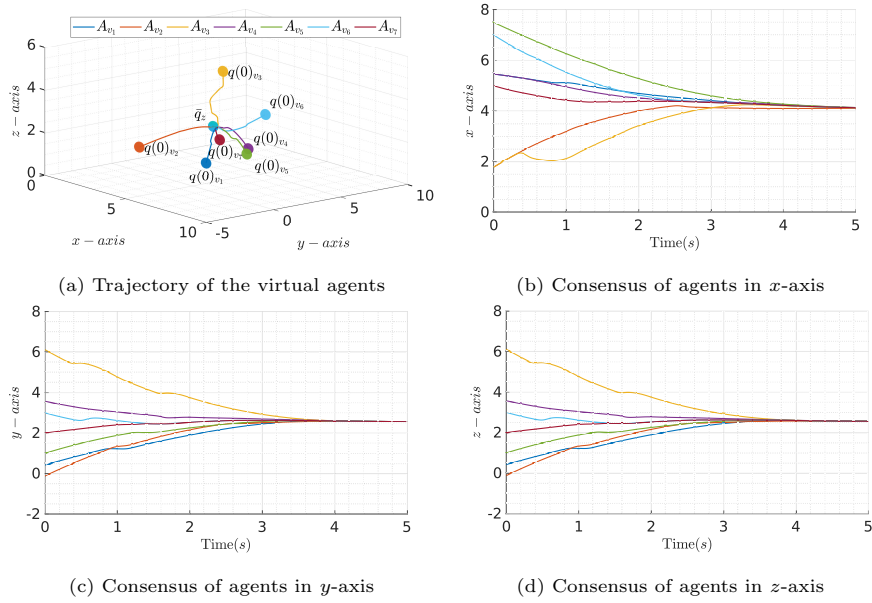 A_{v_1} A_{v_2} A_{v_3} A_{v_4} A_{v_5} A_{v_6} A_{v_7}
6
4
2
0
z − axis
0
5
10
x − axis
-5
0
5
10
y − axis
q(0)_{v_3}
q(0)_{v_6}
q̄_z
q(0)_{v_2}
q(0)_{v_4}
q(0)_{v_7}
q(0)_{v_5}
q(0)_{v_1}
(a) Trajectory of the virtual agents
8
6
4
2
0
x − axis
0 1 2 3 4 5
Time(s)
(b) Consensus of agents in x-axis
8
6
4
2
0
-2
y − axis
0 1 2 3 4 5
Time(s)
(c) Consensus of agents in y-axis
8
6
4
2
0
-2
z − axis
0 1 2 3 4 5
Time(s)
(d) Consensus of agents in z-axis